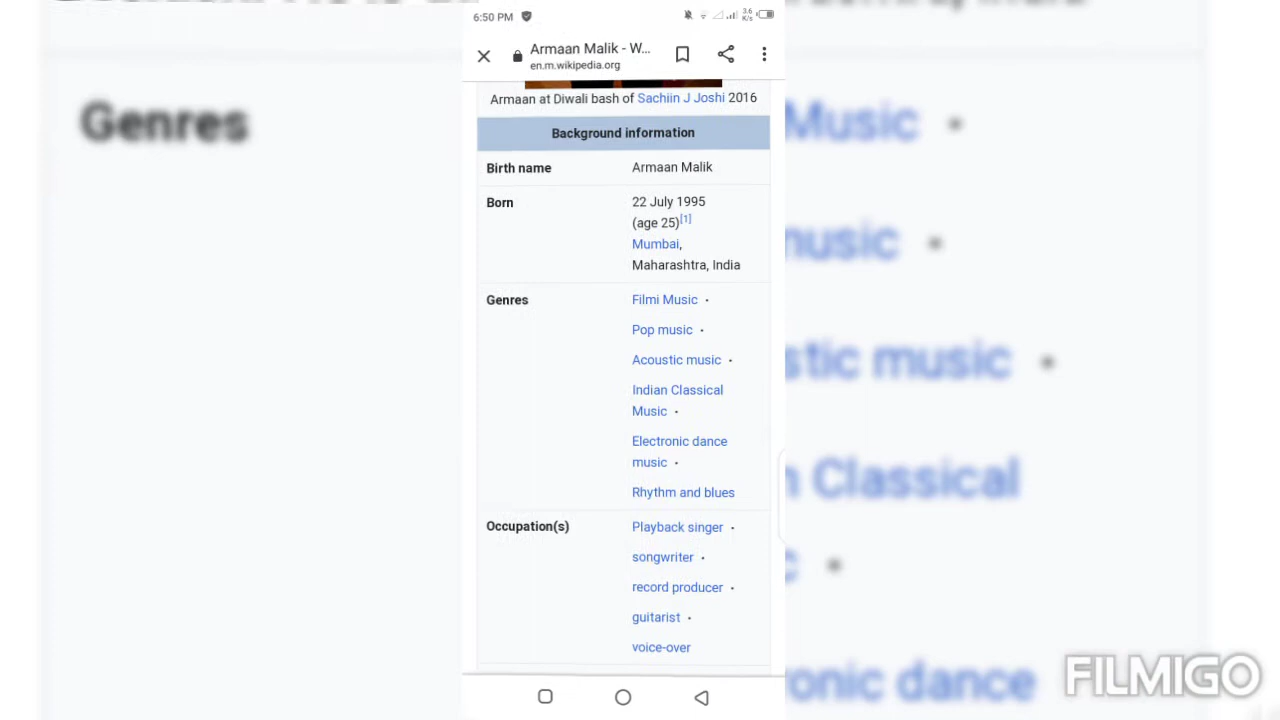 6:50 PM
3.6
K/s
Armaan Malik - W...
en.m.wikipedia.org
Armaan at Diwali bash of Sachiin J Joshi 2016
Background information
Birth name Armaan Malik
Born 22 July 1995
(age 25)[1]
Mumbai,
Maharashtra, India
Genres Filmi Music •
Pop music •
Acoustic music •
Indian Classical
Music •
Electronic dance
music •
Rhythm and blues
Occupation(s) Playback singer •
songwriter •
record producer •
guitarist •
voice-over
Genres
Music •
music •
stic music •
n Classical
c •
ronic dance
FILMIGO